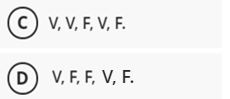 C V, V, F, V, F.
D V, F, F, V, F.